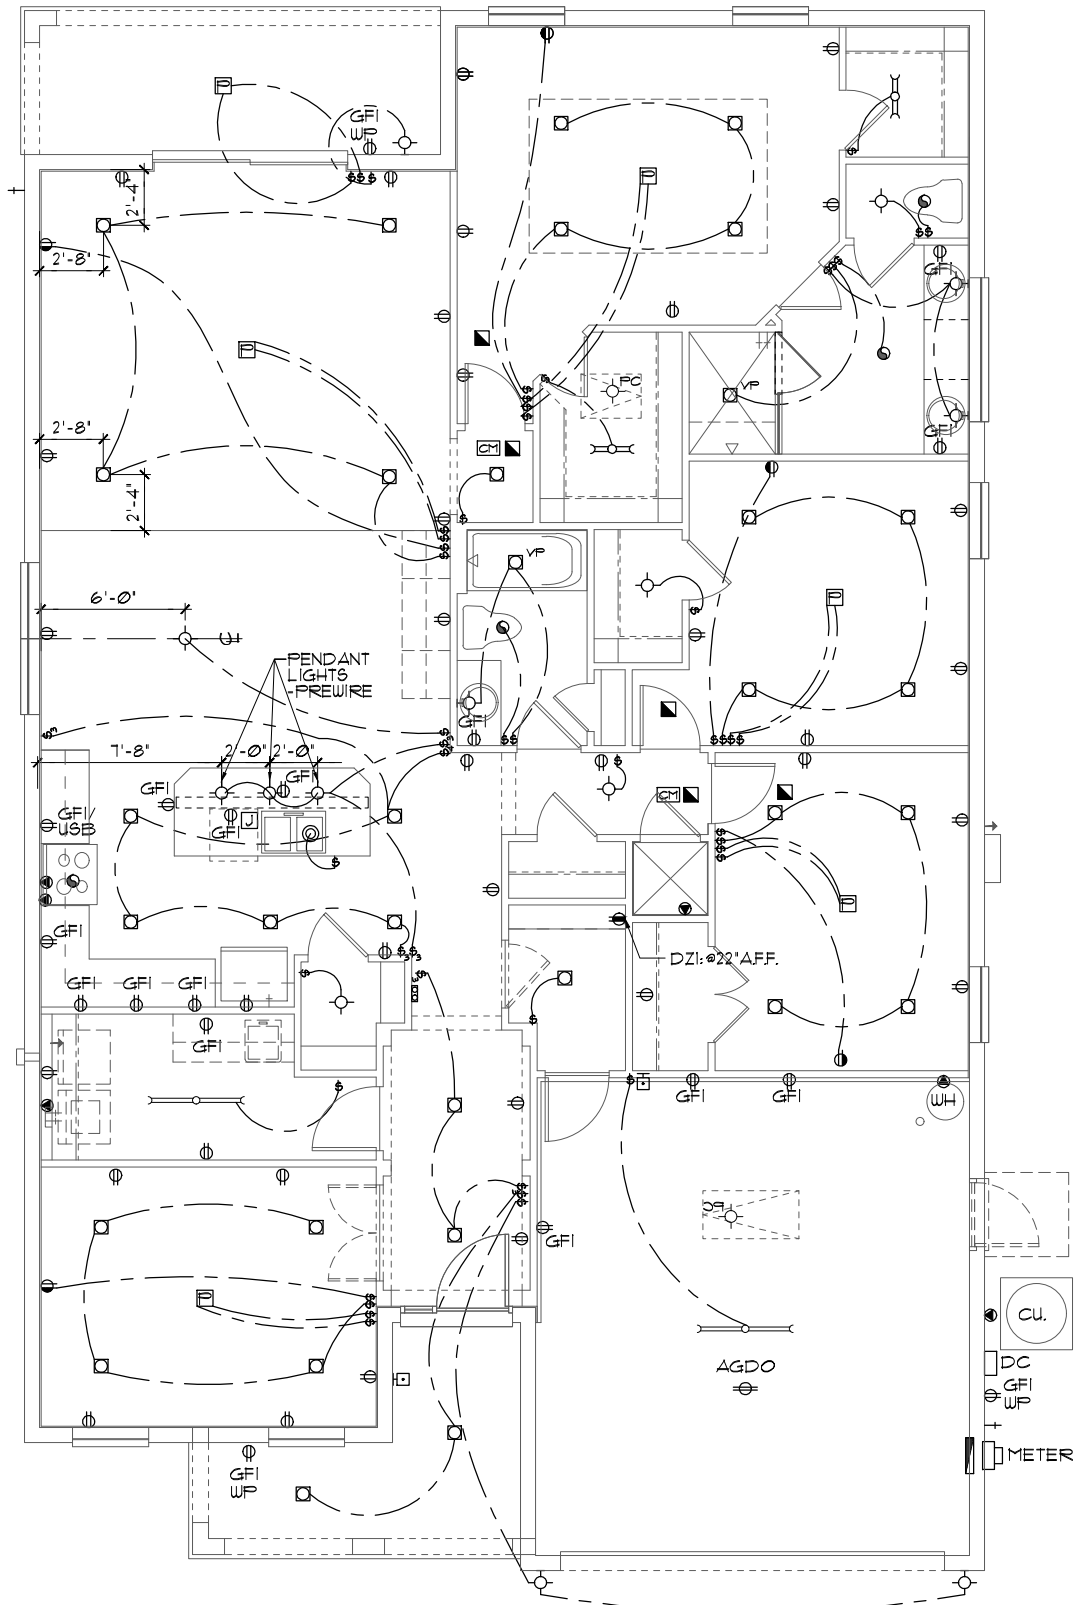 GFI
WP
2'-4"
2'-8"
GFI
PC
VP
2'-8"
GFI
CM
2'-4"
VP
6'-0"
PENDANT
LIGHTS
-PREWIRE
GFI
7'-8"
2'-0"
2'-0"
GFI
GFI
CM
GFI/
USB
GFI
J
GFI
DZ1: @22"A.F.F.
GFI
GFI
GFI
GFI
GFI
GFI
WH
PC
GFI
CU.
AGDO
DC
GFI
WP
METER
GFI
WP